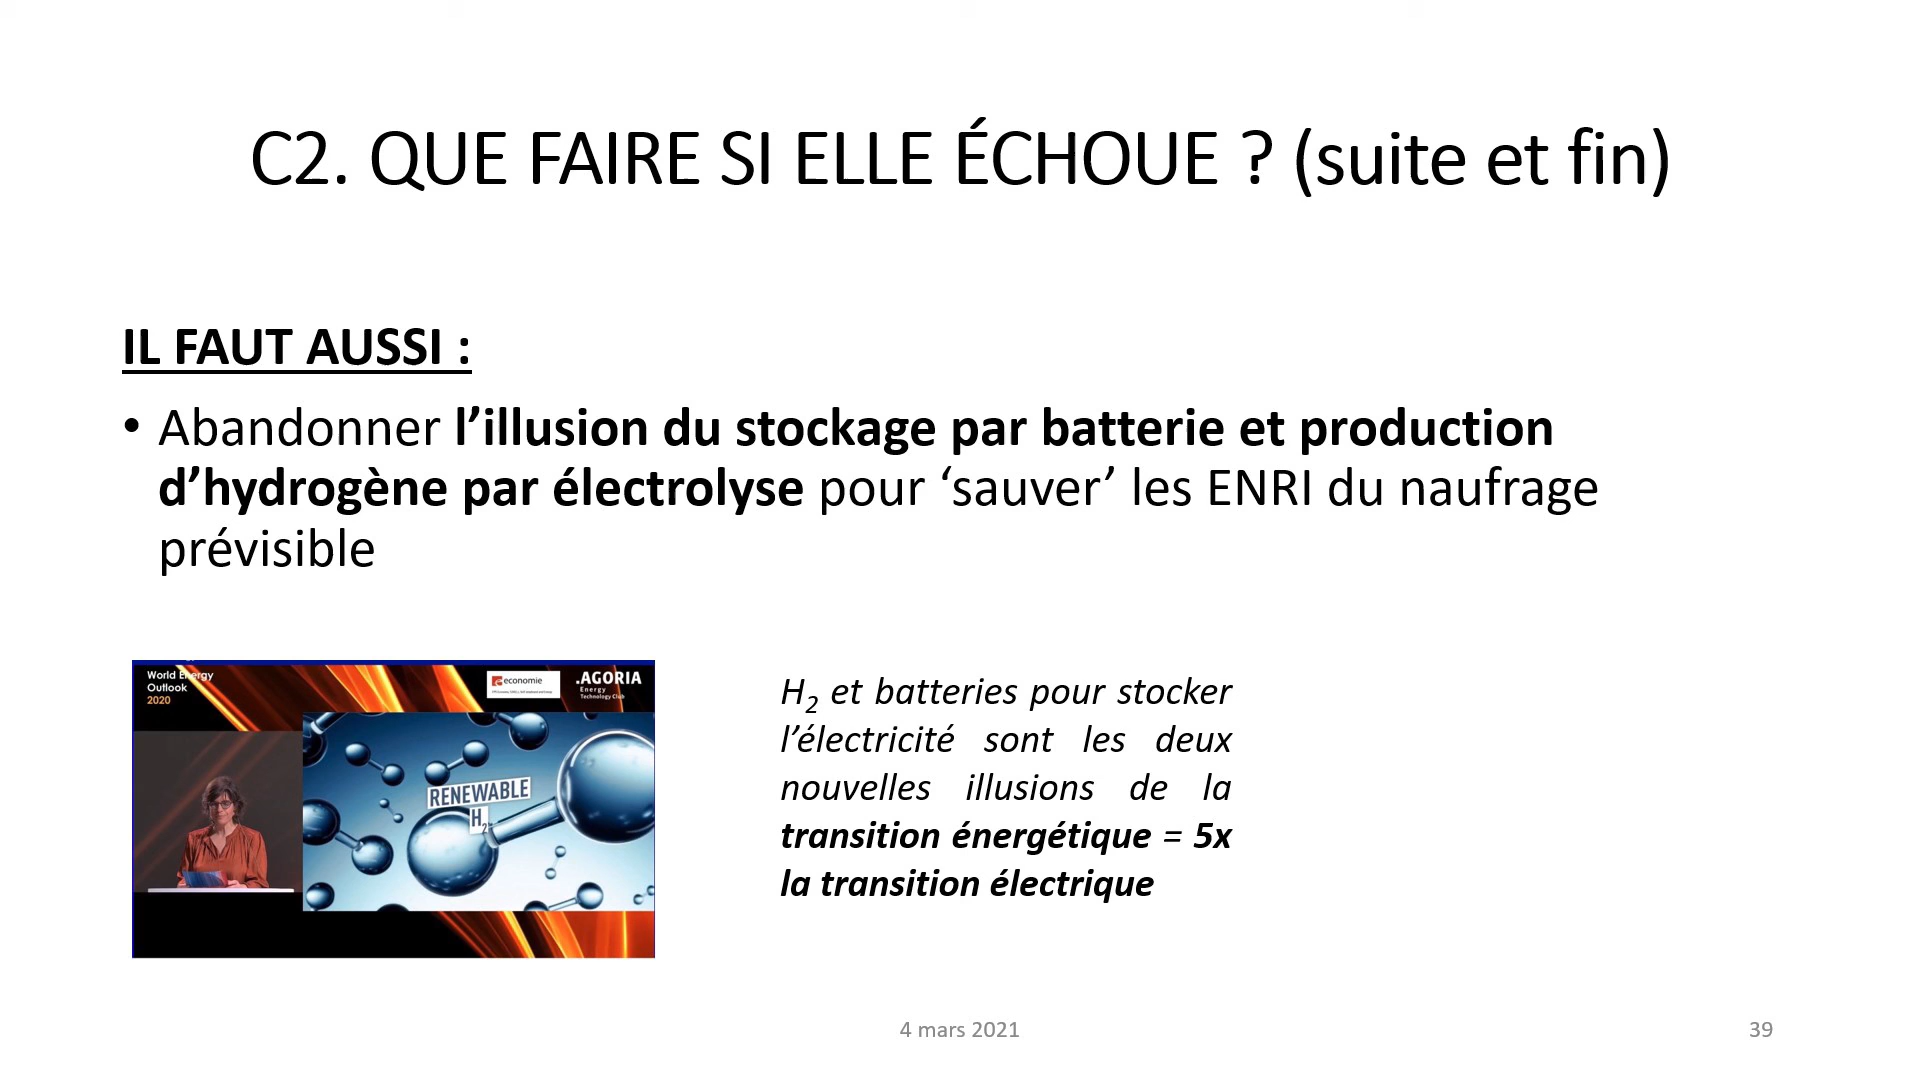 C2. QUE FAIRE SI ELLE ÉCHOUE ? (suite et fin)
IL FAUT AUSSI :
• Abandonner l’illusion du stockage par batterie et production
d’hydrogène par électrolyse pour ‘sauver’ les ENRI du naufrage
prévisible
World Energy
Outlook
2020
economie
.AGORIA
Energy
Technology Club
RENEWABLE
H2
H2 et batteries pour stocker
l’électricité sont les deux
nouvelles illusions de la
transition énergétique = 5x
la transition électrique
4 mars 2021
39